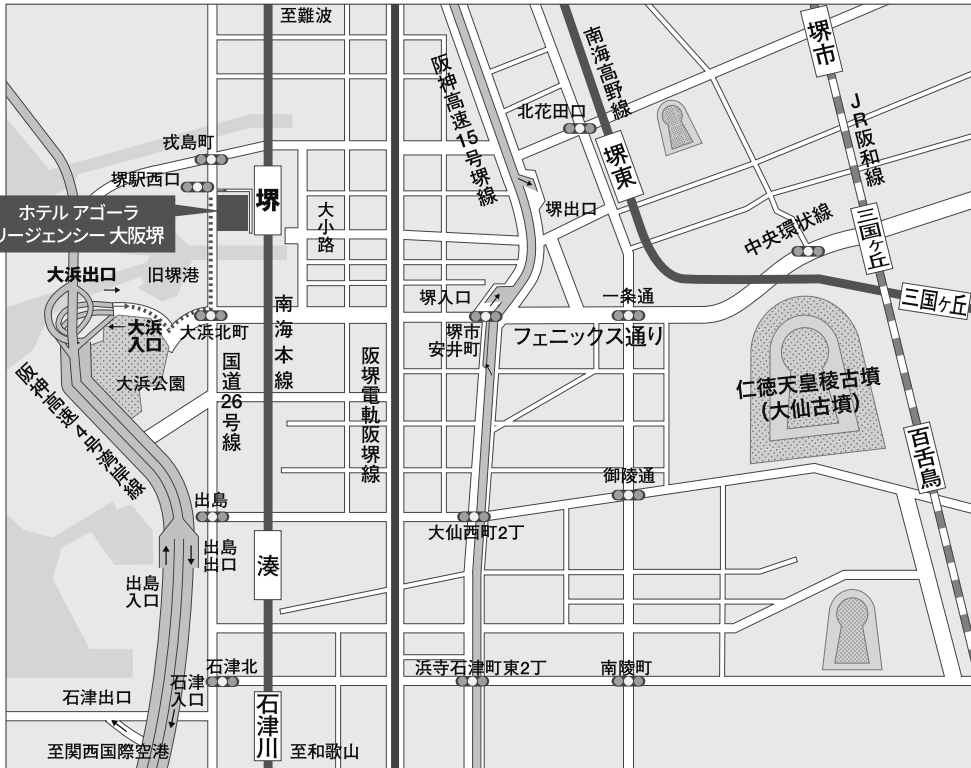 至難波
堺市
南海高野線
阪神高速15号堺線
JR阪和線
北花田口
戎島町
堺東
堺駅西口
堺
大小路
堺出口
中央環状線
三国ヶ丘
ホテル アゴーラ
リージェンシー 大阪堺
大浜出口
旧堺港
堺入口
一条通
三国ヶ丘
大浜
入口
大浜北町
南海本線
堺市
安井町
フェニックス通り
大浜公園
国道26号線
阪堺電軌阪堺線
仁徳天皇稜古墳
(大仙古墳)
阪神高速4号湾岸線
百舌鳥
御陵通
出島
大仙西町2丁
出島
出口
湊
出島
入口
石津北
浜寺石津町東2丁
南陵町
石津出口
石津
入口
石津川
至関西国際空港
至和歌山